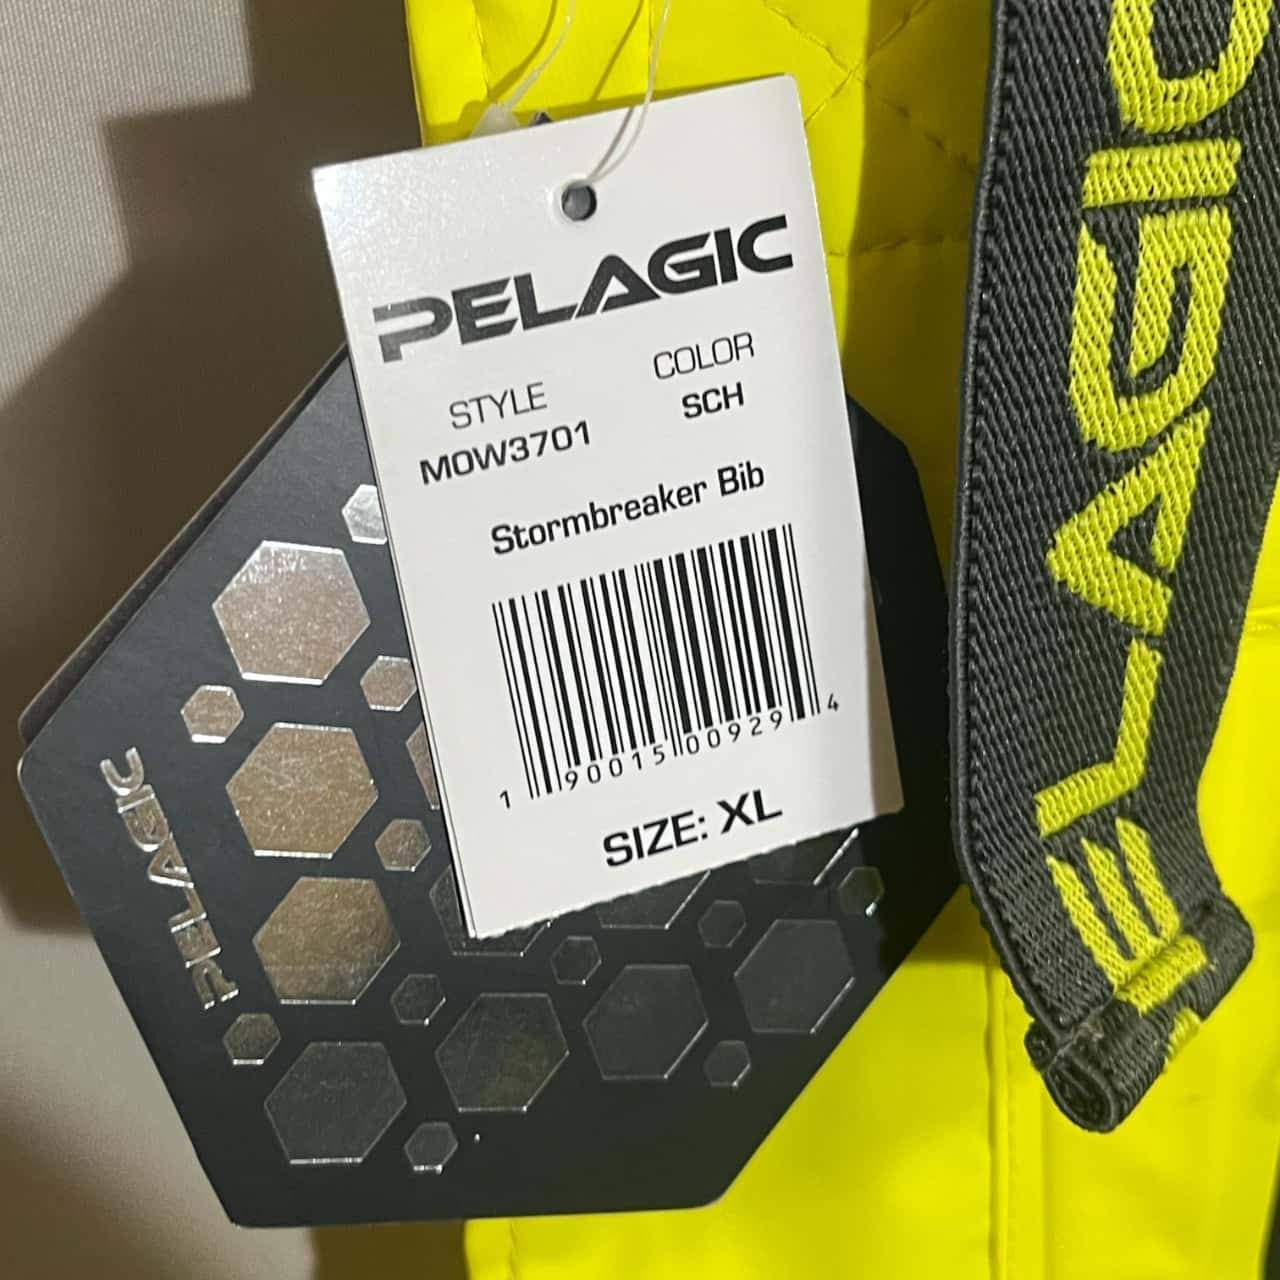 PELAGIC
STYLE
COLOR
MOW3701
SCH
Stormbreaker Bib
1 90015 00929 4
SIZE: XL
PELAGIC
PELAGIC